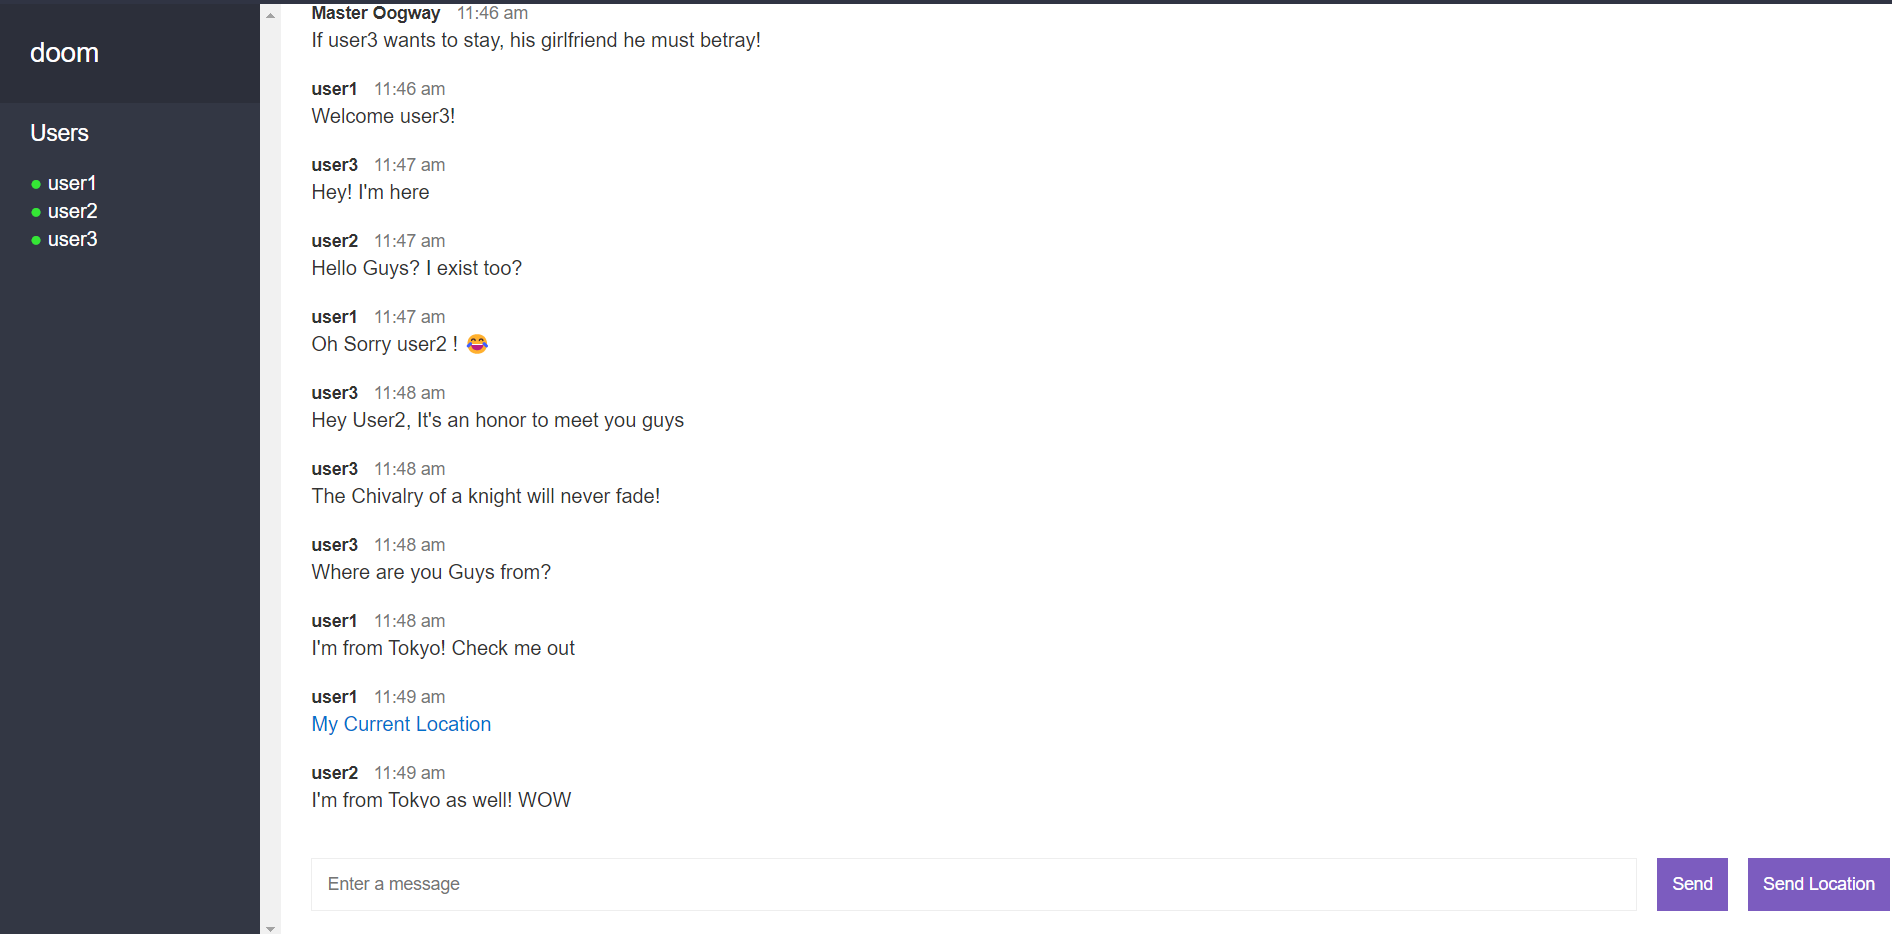 doom
Users
user1
user2
user3
Master Oogway 11:46 am
If user3 wants to stay, his girlfriend he must betray!
user1 11:46 am
Welcome user3!
user3 11:47 am
Hey! I'm here
user2 11:47 am
Hello Guys? I exist too?
user1 11:47 am
Oh Sorry user2 ! 😂
user3 11:48 am
Hey User2, It's an honor to meet you guys
user3 11:48 am
The Chivalry of a knight will never fade!
user3 11:48 am
Where are you Guys from?
user1 11:48 am
I'm from Tokyo! Check me out
user1 11:49 am
My Current Location
user2 11:49 am
I'm from Tokyo as well! WOW
Enter a message
Send
Send Location